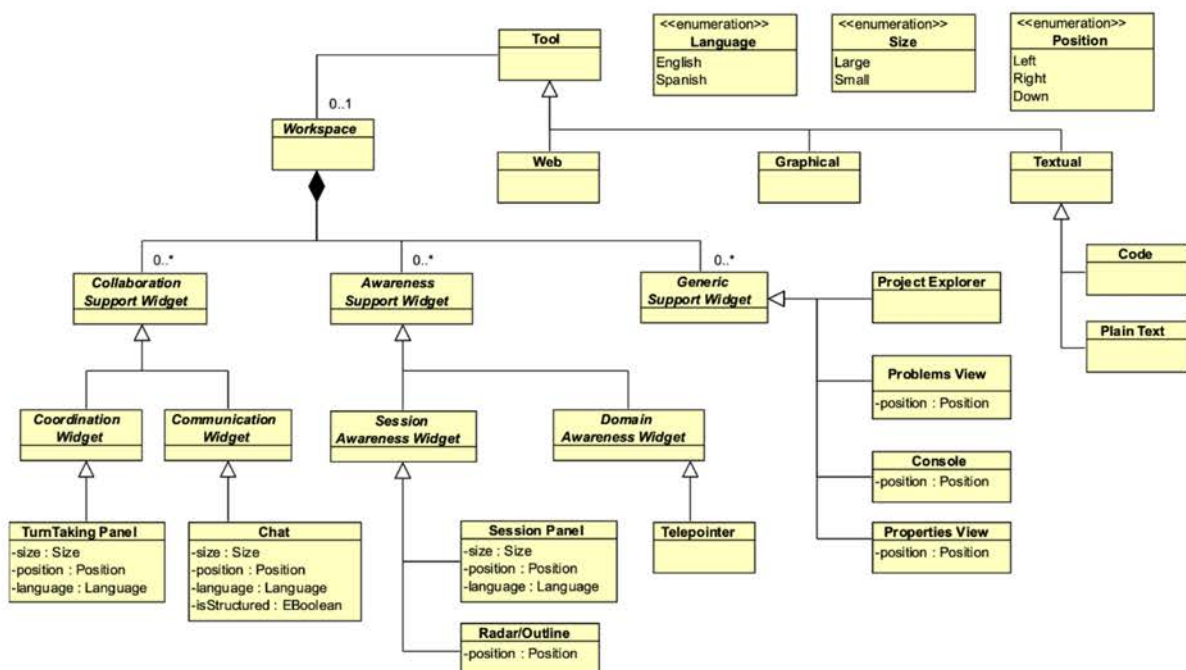 Tool
<<enumeration>>
Language
English
Spanish
<<enumeration>>
Size
Large
Small
<<enumeration>>
Position
Left
Right
Down
0..1
Workspace
Web
Graphical
Textual
0..*
0..*
0..*
Collaboration
Support Widget
Awareness
Support Widget
Generic
Support Widget
Project Explorer
Code
Plain Text
Problems View
-position : Position
Coordination
Widget
Communication
Widget
Session
Awareness Widget
Domain
Awareness Widget
Console
-position : Position
TurnTaking Panel
-size : Size
-position : Position
-language : Language
Chat
-size : Size
-position : Position
-language : Language
-isStructured : EBoolean
Session Panel
-size : Size
-position : Position
-language : Language
Telepointer
Properties View
-position : Position
Radar/Outline
-position : Position